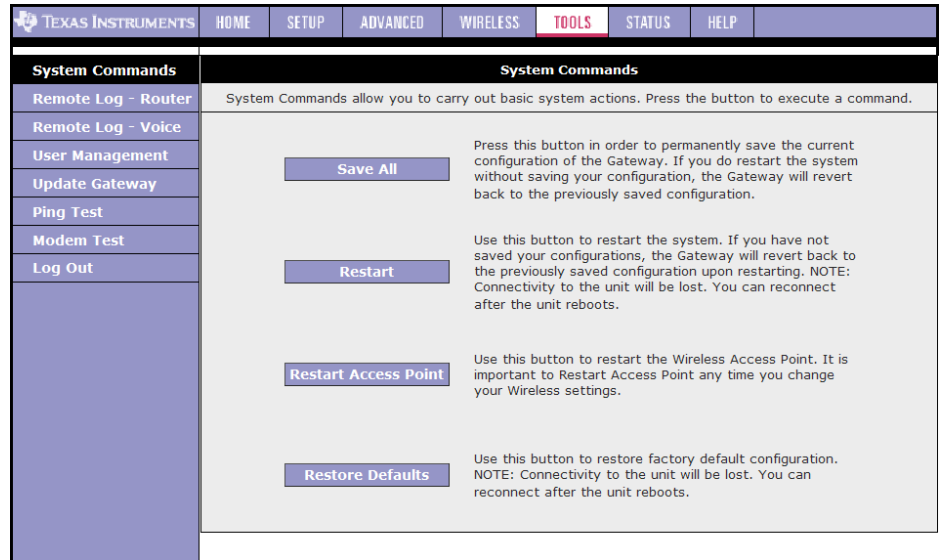 TEXAS INSTRUMENTS
HOME
SETUP
ADVANCED
WIRELESS
TOOLS
STATUS
HELP
System Commands
Remote Log - Router
Remote Log - Voice
User Management
Update Gateway
Ping Test
Modem Test
Log Out
System Commands
System Commands allow you to carry out basic system actions. Press the button to execute a command.
Save All
Press this button in order to permanently save the current
configuration of the Gateway. If you do restart the system
without saving your configuration, the Gateway will revert
back to the previously saved configuration.
Restart
Use this button to restart the system. If you have not
saved your configurations, the Gateway will revert back to
the previously saved configuration upon restarting. NOTE:
Connectivity to the unit will be lost. You can reconnect
after the unit reboots.
Restart Access Point
Use this button to restart the Wireless Access Point. It is
important to Restart Access Point any time you change
your Wireless settings.
Restore Defaults
Use this button to restore factory default configuration.
NOTE: Connectivity to the unit will be lost. You can
reconnect after the unit reboots.